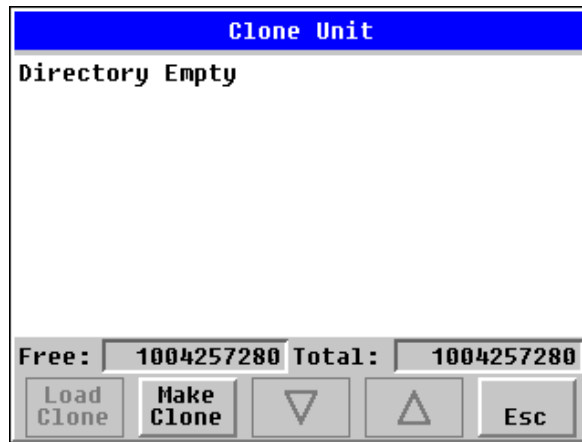 Clone Unit
Directory Empty
Free: 1004257280 Total: 1004257280
Load Clone
Make Clone
Esc